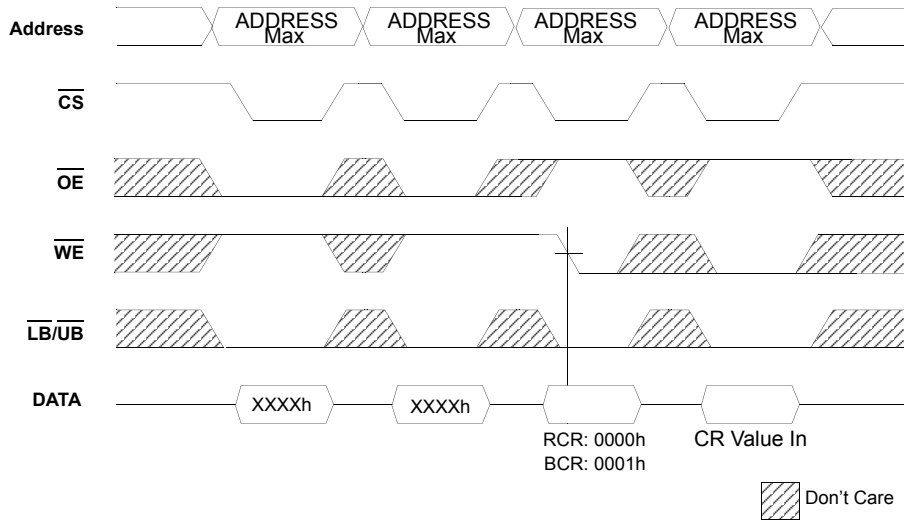 Address
ADDRESS
Max
ADDRESS
Max
ADDRESS
Max
ADDRESS
Max
CS
OE
WE
LB/UB
DATA
XXXXh
XXXXh
RCR: 0000h
BCR: 0001h
CR Value In
Don't Care